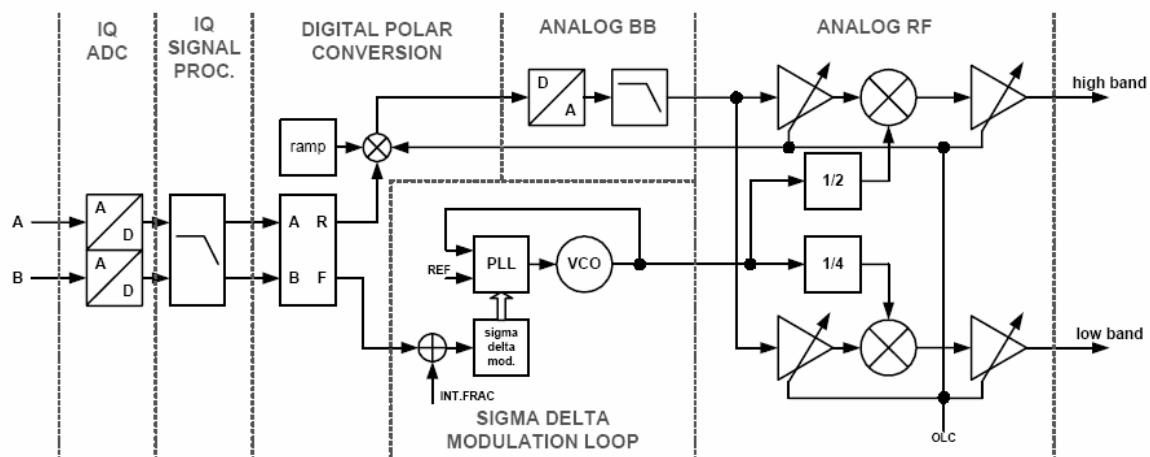 IQ
ADC
IQ
SIGNAL
PROC.
DIGITAL POLAR
CONVERSION
ANALOG BB
ANALOG RF
D
A
high band
ramp
1/2
A
A
D
A R
B
A
D
B F
REF
PLL
VCO
1/4
sigma
delta
mod.
low band
INT.FRAC
SIGMA DELTA
MODULATION LOOP
OLC